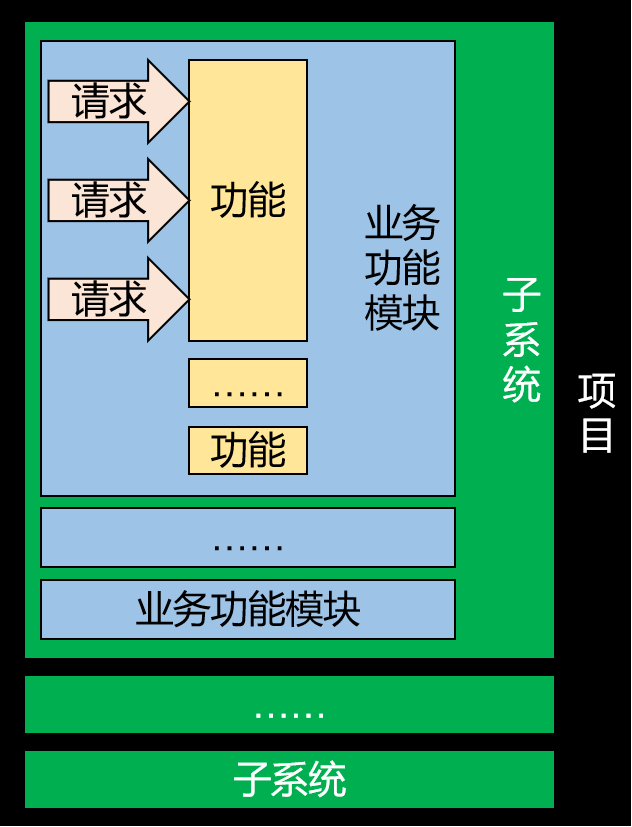 请求
请求
请求
功能
……
功能
业务
功能
模块
……
业务功能模块
子
系
统
……
子系统
项
目